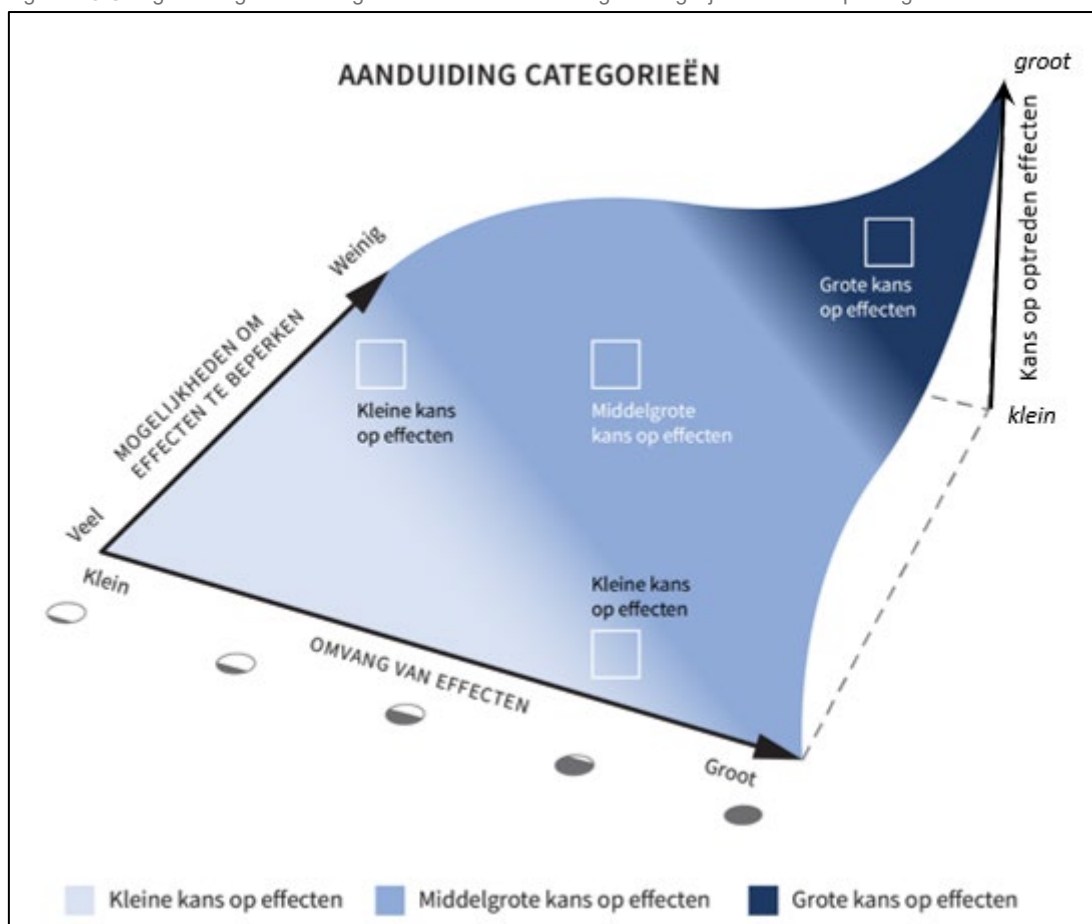 AANDUIDING CATEGORIEËN
groot
Kans op optreden effecten
klein
Weinig
MOGELIJKHEDEN OM
EFFECTEN TE BEPERKEN
Veel
Grote kans
op effecten
Kleine kans
op effecten
Middelgrote
kans op effecten
Kleine kans
op effecten
Klein
OMVANG VAN EFFECTEN
Groot
Kleine kans op effecten
Middelgrote kans op effecten
Grote kans op effecten